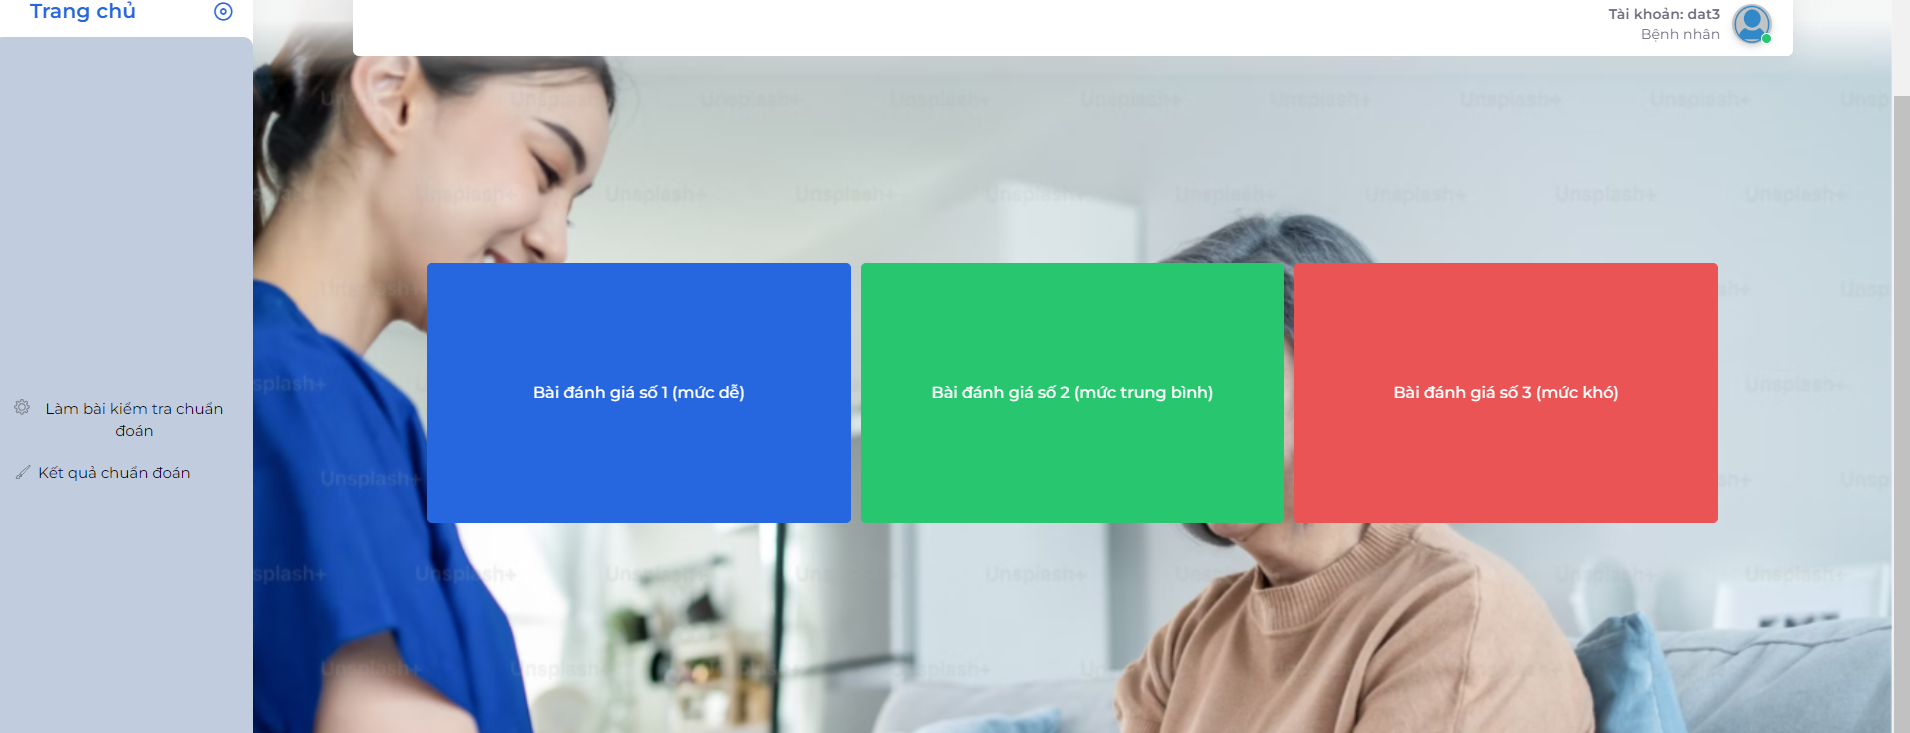 Trang chủ
Tài khoản: dat3
Bệnh nhân
Làm bài kiểm tra chuẩn
đoán
Kết quả chuẩn đoán
Bài đánh giá số 1 (mức dễ)
Bài đánh giá số 2 (mức trung bình)
Bài đánh giá số 3 (mức khó)
Unsplash+